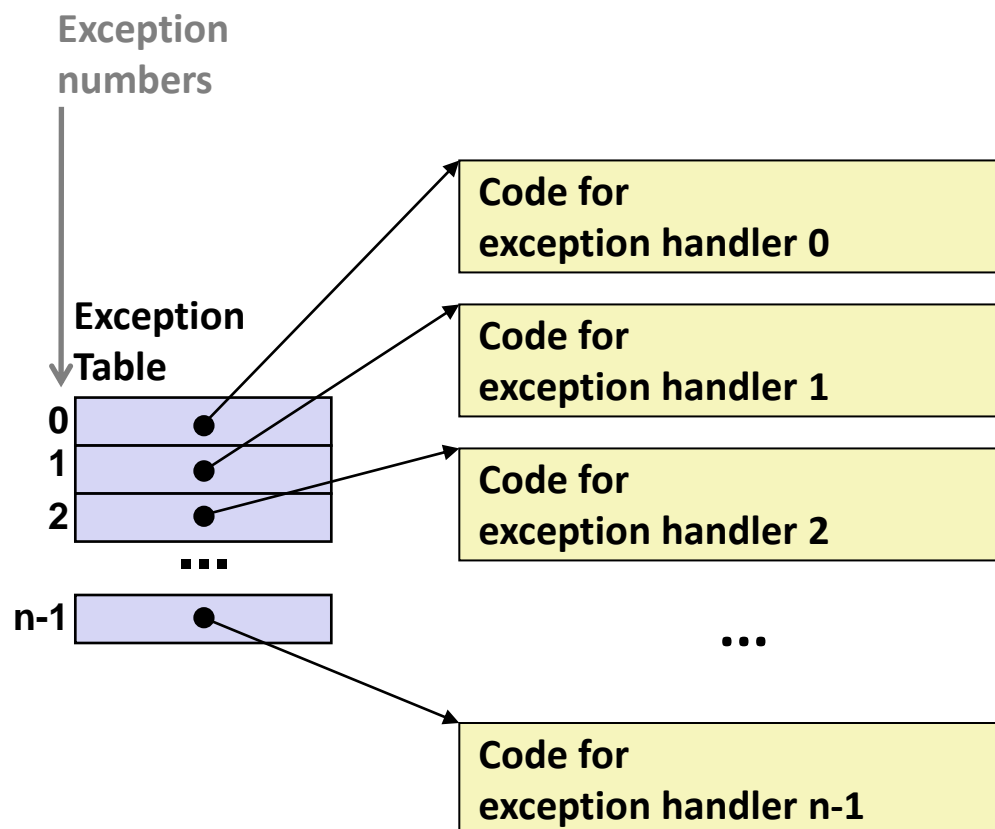 Exception
numbers
Code for
exception handler 0
Exception
Table
Code for
exception handler 1
0
1
2
...
n-1
Code for
exception handler 2
...
Code for
exception handler n-1